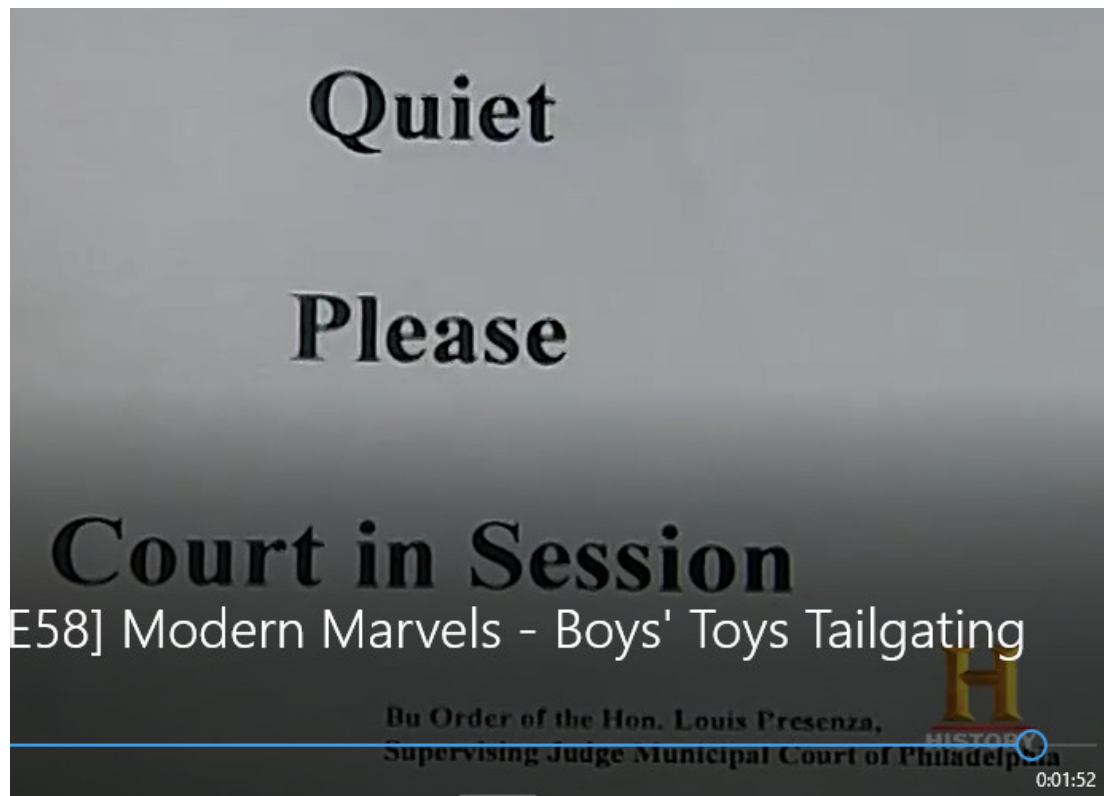 Quiet
Please
Court in Session
E58] Modern Marvels - Boys' Toys Tailgating
H
Bu Order of the Hon. Louis Presenza,
HISTORY
Supervising Judge Municipal Court of Philadelphia
0:01:52